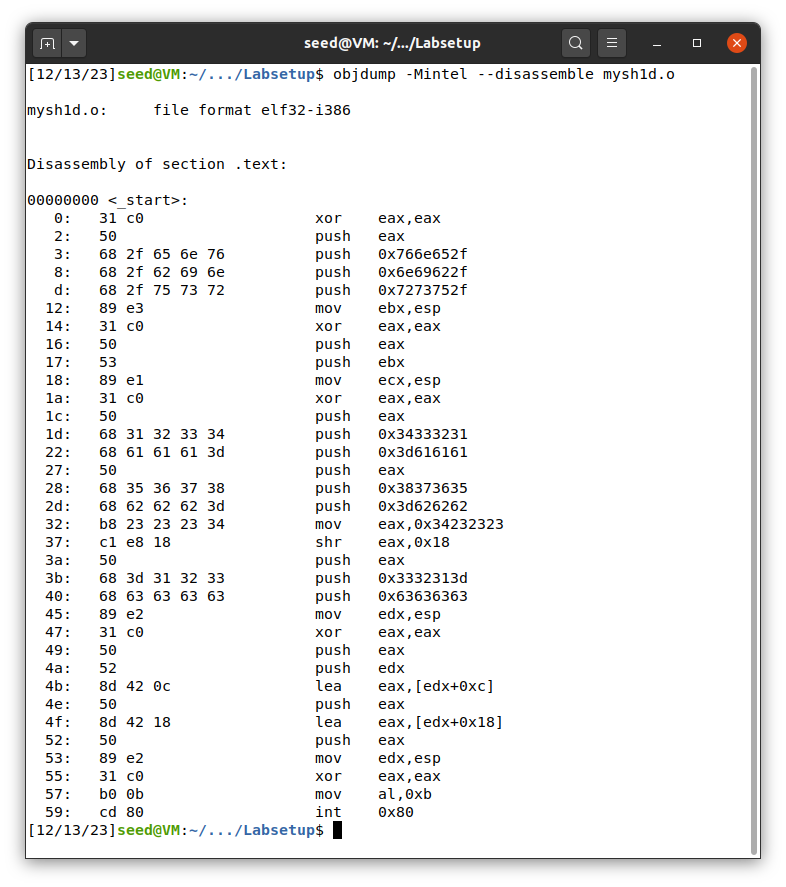 seed@VM: ~/.../Labsetup
[12/13/23]seed@VM:~/.../Labsetup$ objdump -Mintel --disassemble mysh1d.o
mysh1d.o:     file format elf32-i386
Disassembly of section .text:
00000000 <_start>:
   0:   31 c0                   xor    eax,eax
   2:   50                      push   eax
   3:   68 2f 65 6e 76          push   0x766e652f
   8:   68 2f 62 69 6e          push   0x6e69622f
   d:   68 2f 75 73 72          push   0x7273752f
  12:   89 e3                   mov    ebx,esp
  14:   31 c0                   xor    eax,eax
  16:   50                      push   eax
  17:   53                      push   ebx
  18:   89 e1                   mov    ecx,esp
  1a:   31 c0                   xor    eax,eax
  1c:   50                      push   eax
  1d:   68 31 32 33 34          push   0x34333231
  22:   68 61 61 61 3d          push   0x3d616161
  27:   50                      push   eax
  28:   68 35 36 37 38          push   0x38373635
  2d:   68 62 62 62 3d          push   0x3d626262
  32:   b8 23 23 23 34          mov    eax,0x34232323
  37:   c1 e8 18                shr    eax,0x18
  3a:   50                      push   eax
  3b:   68 3d 31 32 33          push   0x3332313d
  40:   68 63 63 63 63          push   0x63636363
  45:   89 e2                   mov    edx,esp
  47:   31 c0                   xor    eax,eax
  49:   50                      push   eax
  4a:   52                      push   edx
  4b:   8d 42 0c                lea    eax,[edx+0xc]
  4e:   50                      push   eax
  4f:   8d 42 18                lea    eax,[edx+0x18]
  52:   50                      push   eax
  53:   89 e2                   mov    edx,esp
  55:   31 c0                   xor    eax,eax
  57:   b0 0b                   mov    al,0xb
  59:   cd 80                   int    0x80
[12/13/23]seed@VM:~/.../Labsetup$